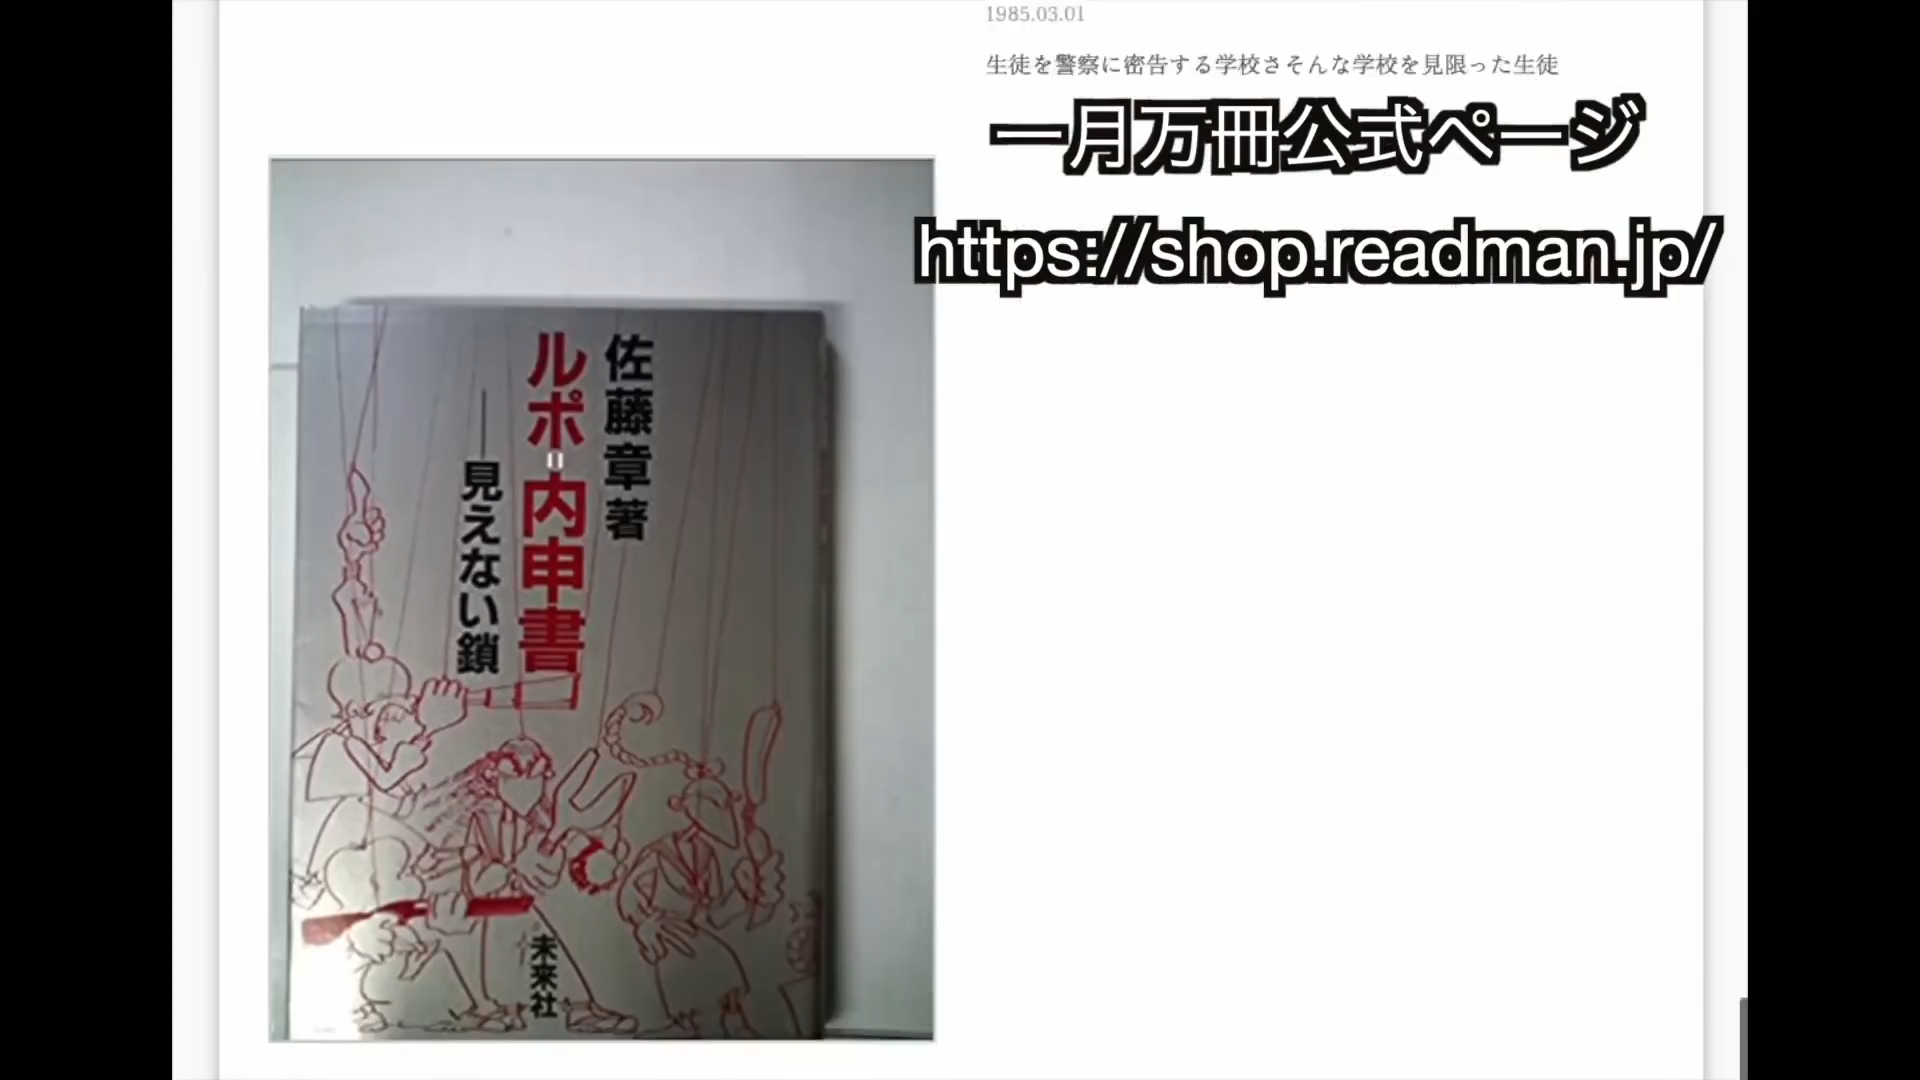 1985.03.01
生徒を警察に密告する学校さそんな学校を見限った生徒
一月万冊公式ページ
https://shop.readman.jp/
佐藤章著
ルポ=内申書
——見えない鎖
未来社